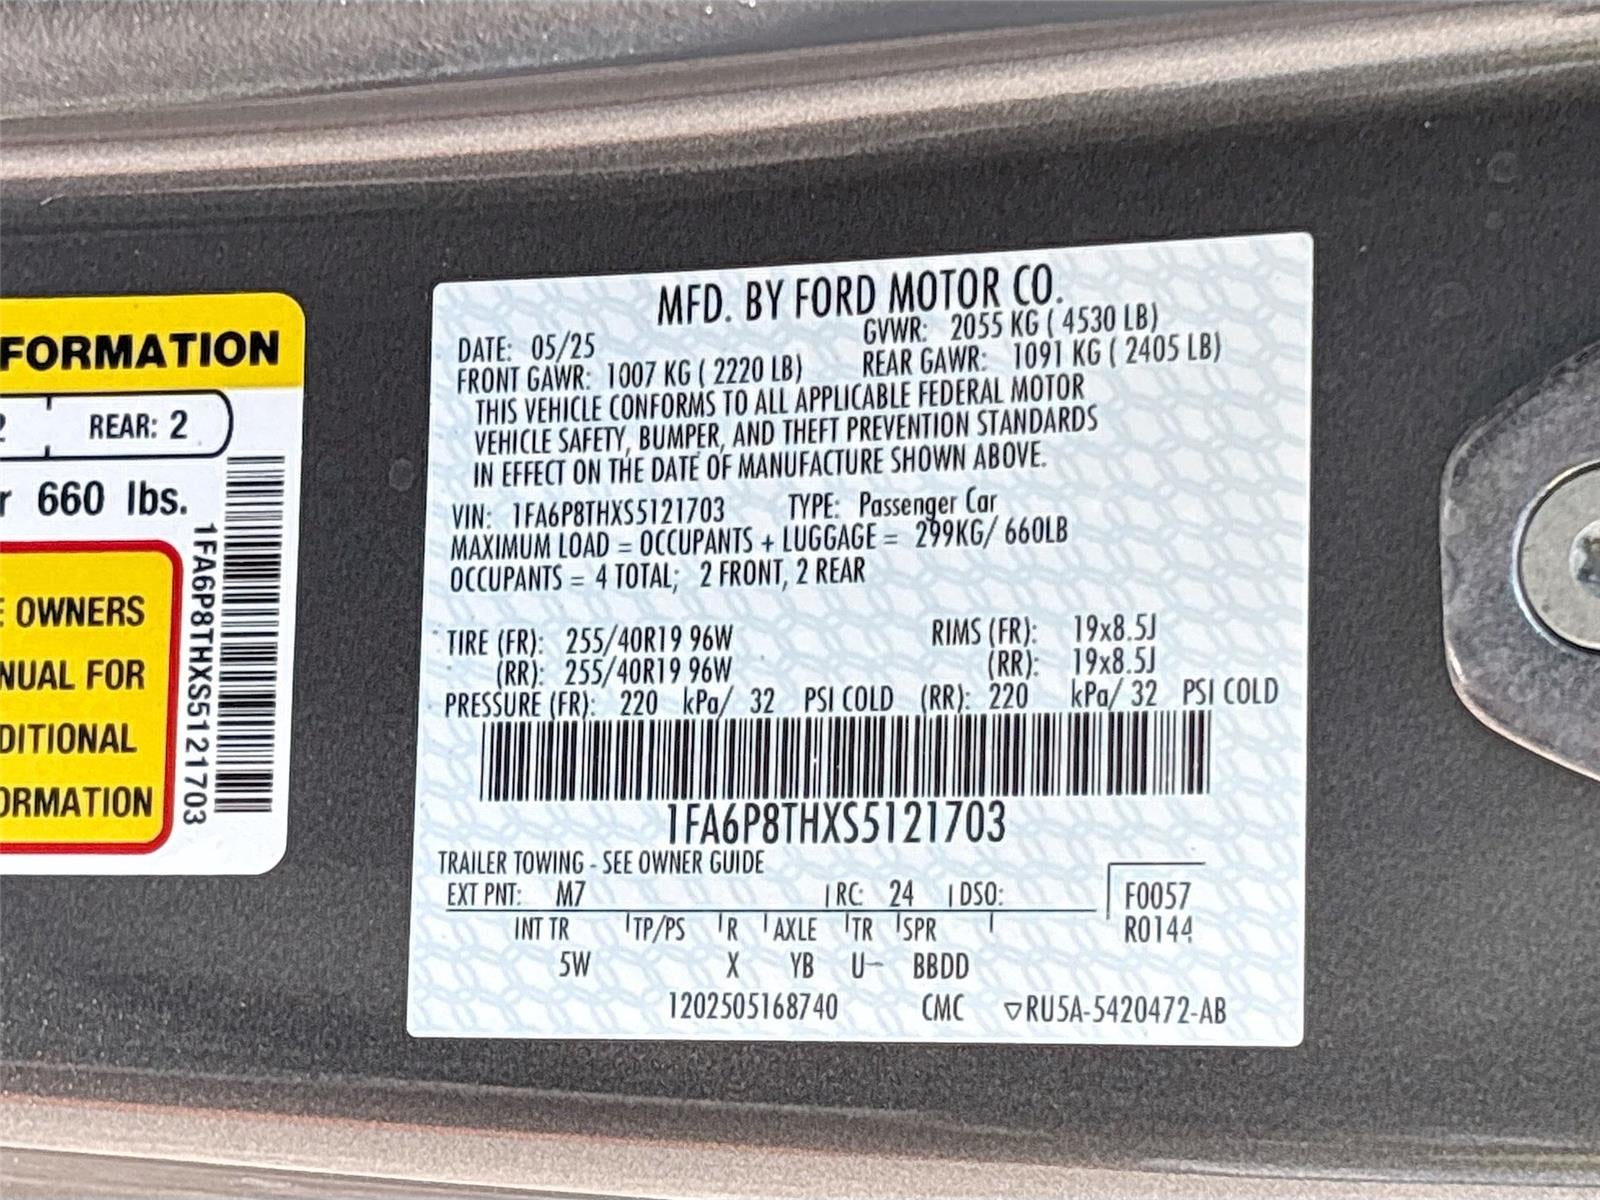 FORMATION
REAR: 2
660 lbs.
OWNERS
NUAL FOR
DITIONAL
ORMATION
1FA6P8THXS5121703
MFD. BY FORD MOTOR CO.
DATE: 05/25 GVWR: 2055 KG ( 4530 LB)
FRONT GAWR: 1007 KG ( 2220 LB) REAR GAWR: 1091 KG ( 2405 LB)
THIS VEHICLE CONFORMS TO ALL APPLICABLE FEDERAL MOTOR
VEHICLE SAFETY, BUMPER, AND THEFT PREVENTION STANDARDS
IN EFFECT ON THE DATE OF MANUFACTURE SHOWN ABOVE.
VIN: 1FA6P8THXS5121703 TYPE: Passenger Car
MAXIMUM LOAD = OCCUPANTS + LUGGAGE = 299KG/ 660LB
OCCUPANTS = 4 TOTAL; 2 FRONT, 2 REAR
TIRE (FR): 255/40R19 96W RIMS (FR): 19x8.5J
(RR): 255/40R19 96W (RR): 19x8.5J
PRESSURE (FR): 220 kPa/ 32 PSI COLD (RR): 220 kPa/ 32 PSI COLD
1FA6P8THXS5121703
TRAILER TOWING - SEE OWNER GUIDE
EXT PNT: M7 RC: 24 DSO: F0057
INT TR TP/PS R AXLE TR SPR R0144
5W X YB U- BBDD
1202505168740 CMC ▽RU5A-5420472-AB